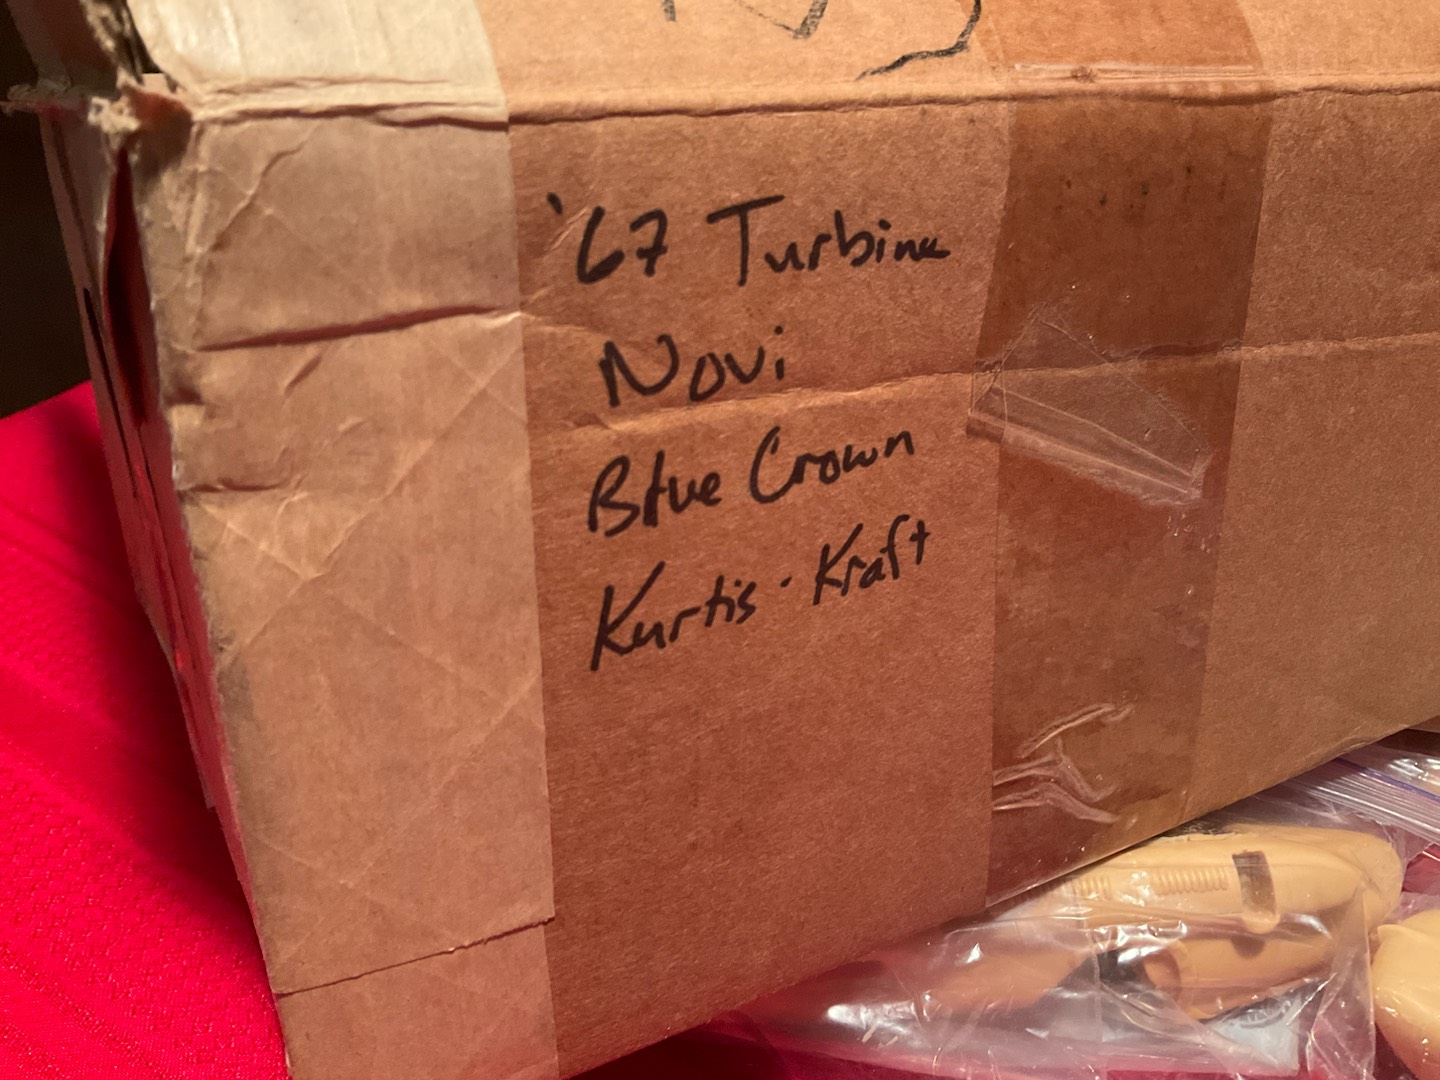 '67 Turbine
Novi
Blue Crown
Kurtis-Kraft